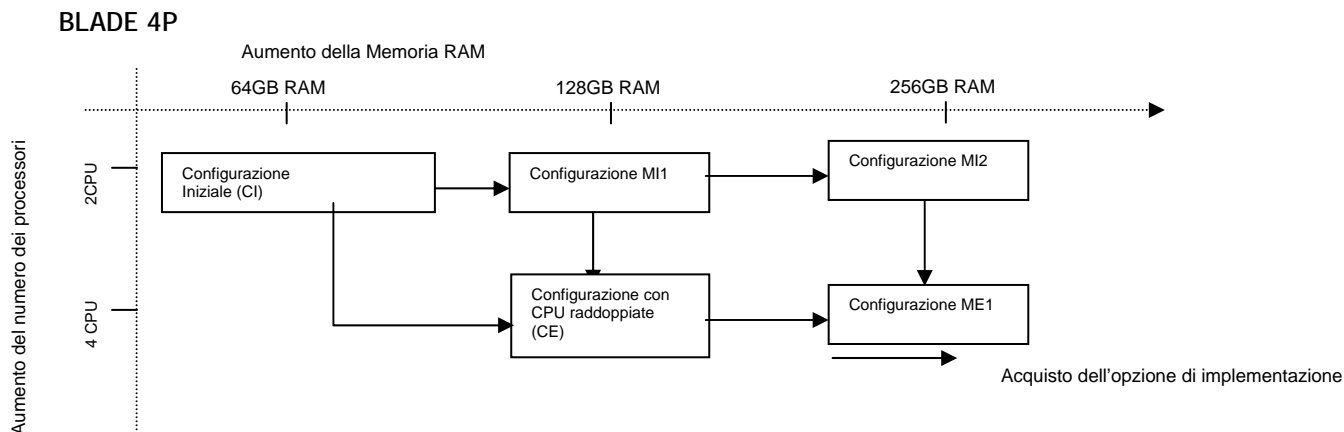 BLADE 4P
Aumento della Memoria RAM
64GB RAM
128GB RAM
256GB RAM
Aumento del numero dei processori
2CPU
Configurazione
Iniziale (CI)
Configurazione MI1
Configurazione MI2
4 CPU
Configurazione con
CPU raddoppiate
(CE)
Configurazione ME1
Acquisto dell'opzione di implementazione